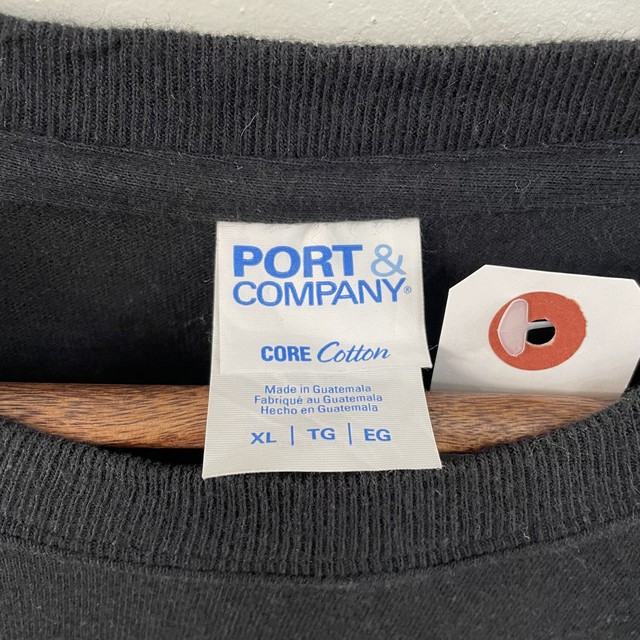 PORT &
COMPANY®
CORE Cotton
Made in Guatemala
Fabriqué au Guatemala
Hecho en Guatemala
XL | TG | EG